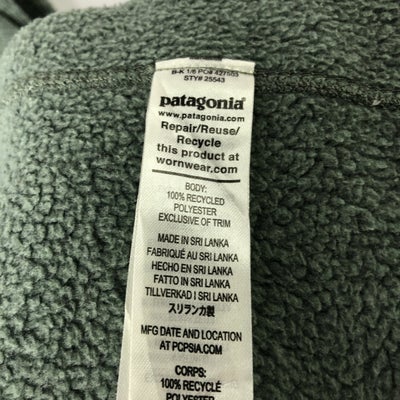 B-K 1/6 PO# 427503
STY# 25543
patagonia
www.patagonia.com
Repair/Reuse/
Recycle
this product at
wornwear.com
BODY:
100% RECYCLED
POLYESTER
EXCLUSIVE OF TRIM
MADE IN SRI LANKA
FABRIQUÉ AU SRI LANKA
HECHO EN SRI LANKA
FATTO IN SRI LANKA
TILLVERKAD I SRI LANKA
スリランカ製
MFG DATE AND LOCATION
AT PCPSIA.COM
CORPS:
100% RECYCLÉ